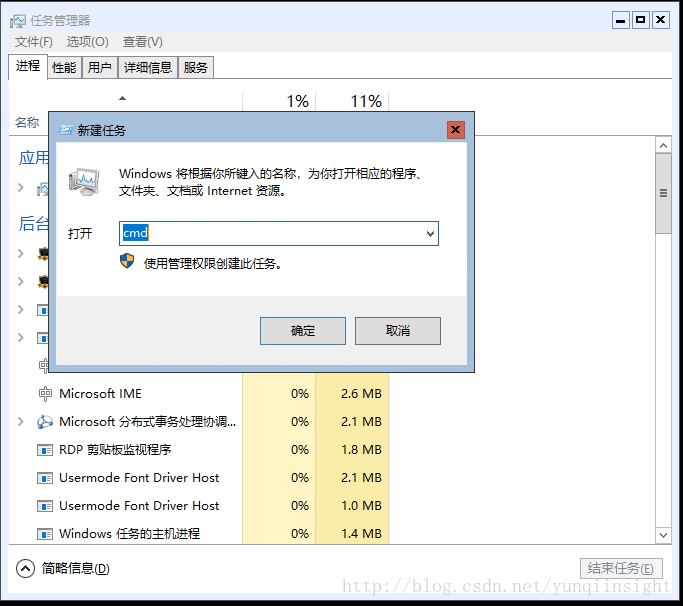 任务管理器
文件(F) 选项(O) 查看(V)
进程 性能 用户 详细信息 服务
1% 11%
名称
新建任务
Windows 将根据你所键入的名称，为你打开相应的程序、
文件夹、文档或 Internet 资源。
打开 cmd
使用管理权限创建此任务。
确定 取消
应用
后台
Microsoft IME 0% 2.6 MB
Microsoft 分布式事务处理协调... 0% 2.1 MB
RDP 剪贴板监视程序 0% 1.8 MB
Usermode Font Driver Host 0% 2.1 MB
Usermode Font Driver Host 0% 1.0 MB
Windows 任务的主机进程 0% 1.4 MB
简略信息(D) 结束任务(E)
http://blog.csdn.net/yunqiinsight